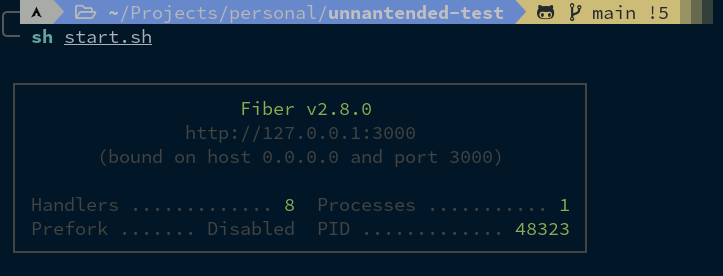 ~/Projects/personal/unnantended-test main !5
sh start.sh
Fiber v2.8.0
http://127.0.0.1:3000
(bound on host 0.0.0.0 and port 3000)
Handlers ............. 8 Processes ........... 1
Prefork ....... Disabled PID ............. 48323